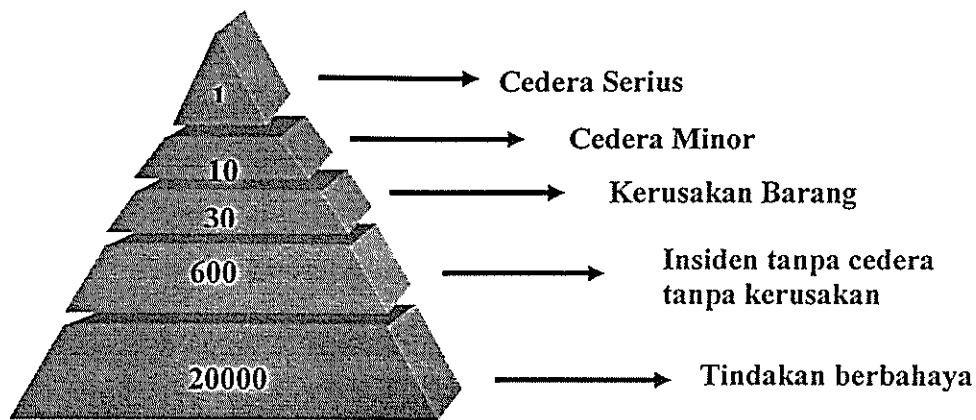 1
Cedera Serius
10
Cedera Minor
30
Kerusakan Barang
600
Insiden tanpa cedera
tanpa kerusakan
20000
Tindakan berbahaya